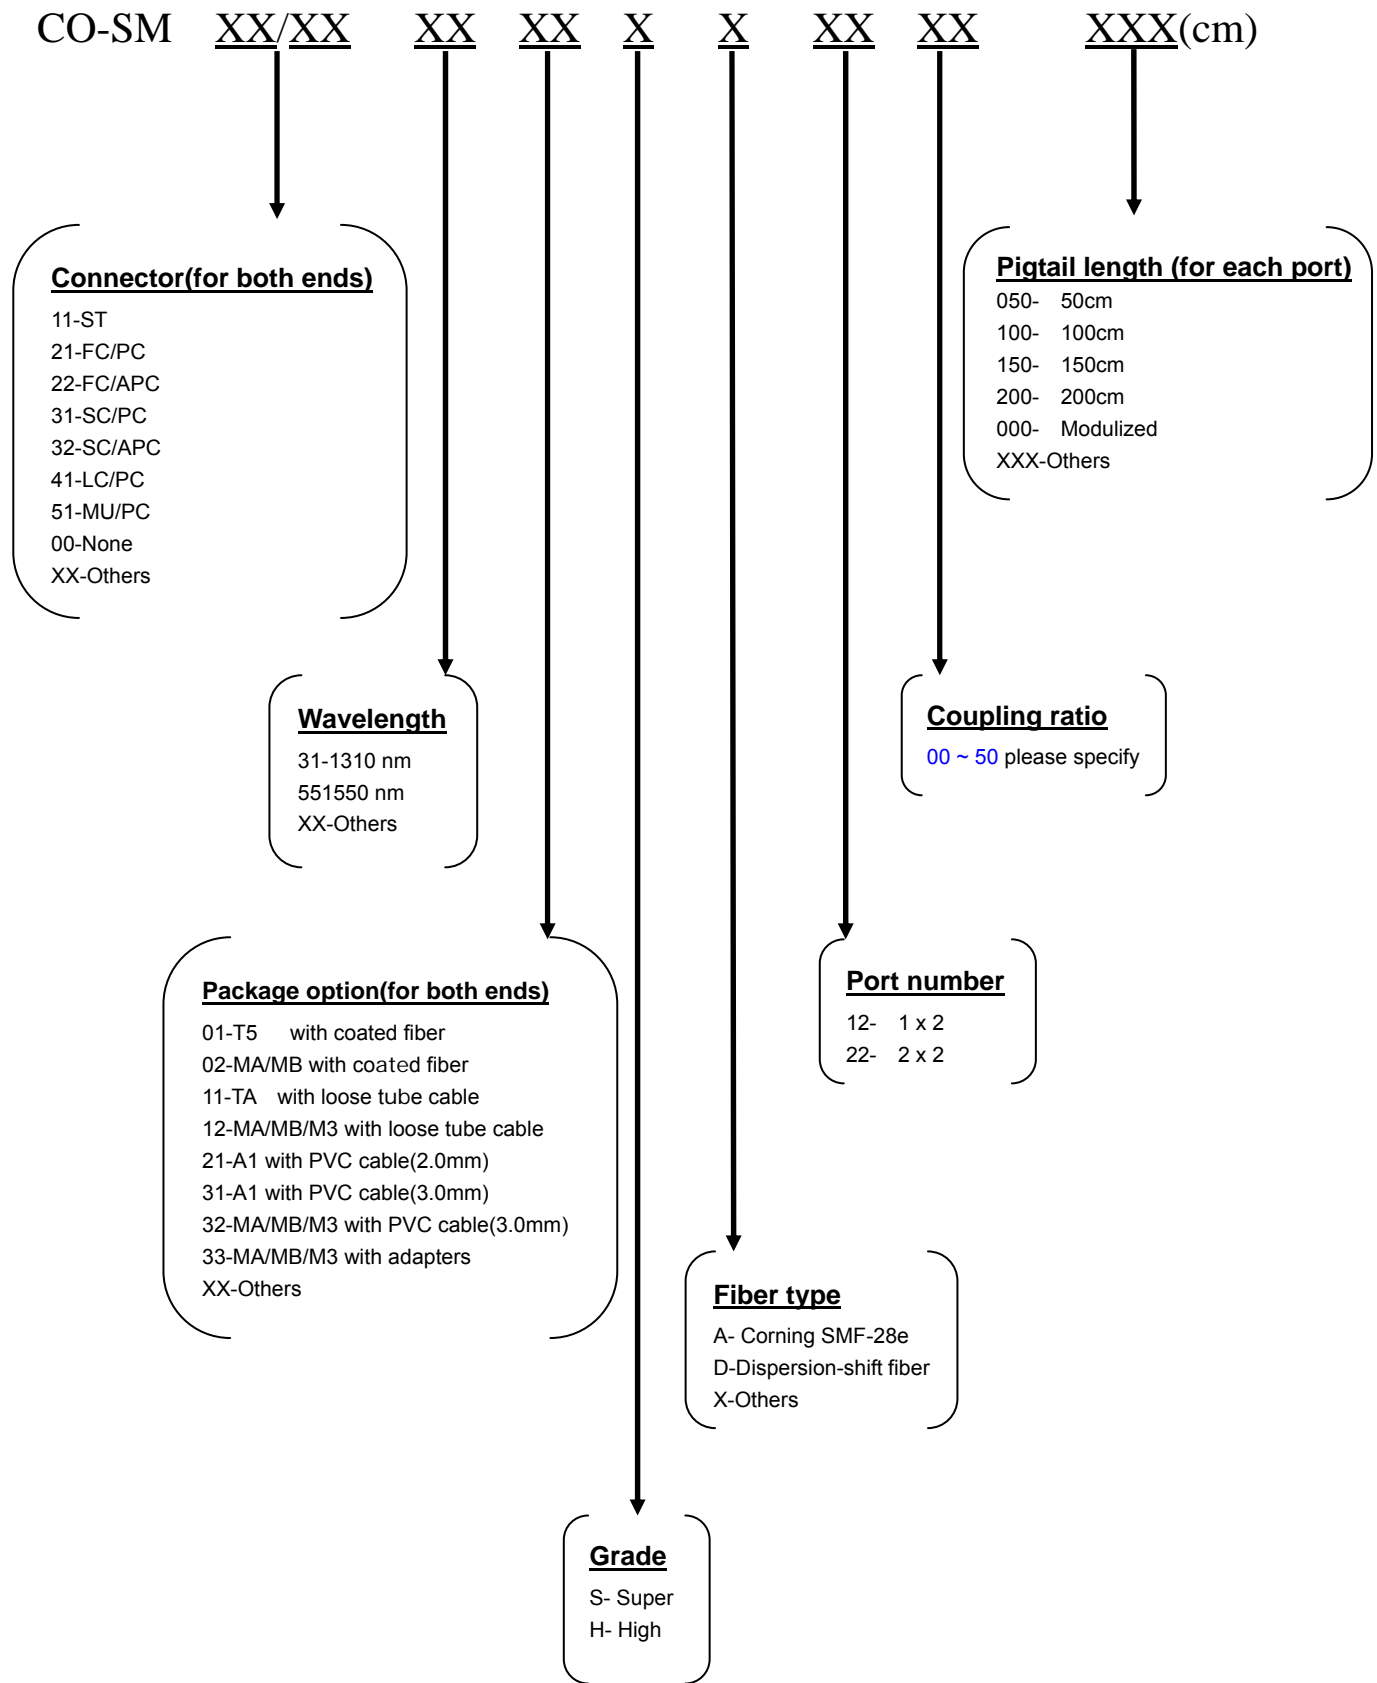 CO-SM XX/XX XX XX X X XX XX XXX(cm)
Connector(for both ends)
11-ST
21-FC/PC
22-FC/APC
31-SC/PC
32-SC/APC
41-LC/PC
51-MU/PC
00-None
XX-Others
Pigtail length (for each port)
050- 50cm
100- 100cm
150- 150cm
200- 200cm
000- Modulized
XXX-Others
Wavelength
31-1310 nm
551550 nm
XX-Others
Coupling ratio
00 ~ 50 please specify
Package option(for both ends)
01-T5 with coated fiber
02-MA/MB with coated fiber
11-TA with loose tube cable
12-MA/MB/M3 with loose tube cable
21-A1 with PVC cable(2.0mm)
31-A1 with PVC cable(3.0mm)
32-MA/MB/M3 with PVC cable(3.0mm)
33-MA/MB/M3 with adapters
XX-Others
Port number
12- 1 x 2
22- 2 x 2
Fiber type
A- Corning SMF-28e
D-Dispersion-shift fiber
X-Others
Grade
S- Super
H- High